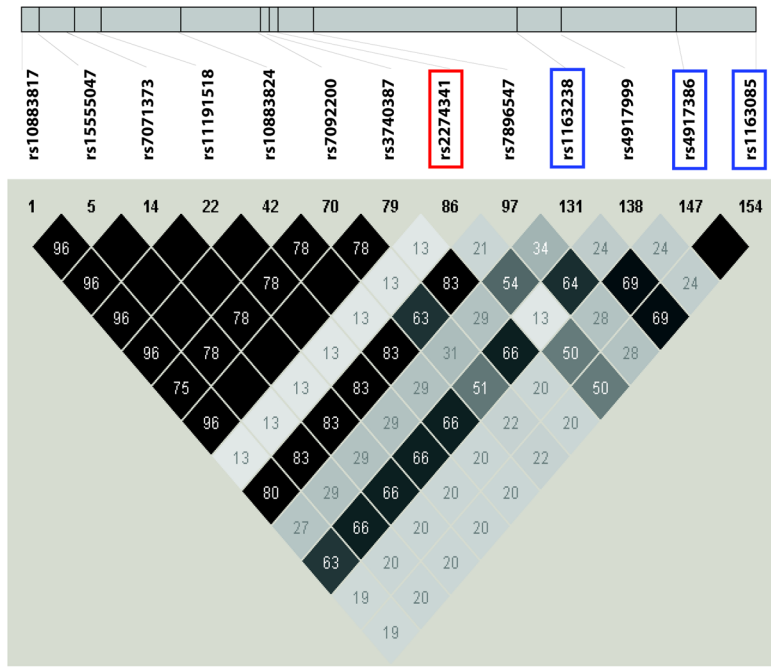 rs10883817
rs15555047
rs7071373
rs11191518
rs10883824
rs7092200
rs3740387
rs2274341
rs7896547
rs1163238
rs4917999
rs4917386
rs1163085
1 5 14 22 42 70 79 86 97 131 138 147 154
96 78 78 13 21 34 24 24
96 78 13 83 54 64 69 24
96 78 13 63 29 13 28 69
96 78 13 83 31 66 50 28
75 13 83 29 51 20 50
96 13 83 29 66 22 20
13 83 29 66 20 22
80 29 66 20 20
27 66 20 20
63 20 20
19 20
19